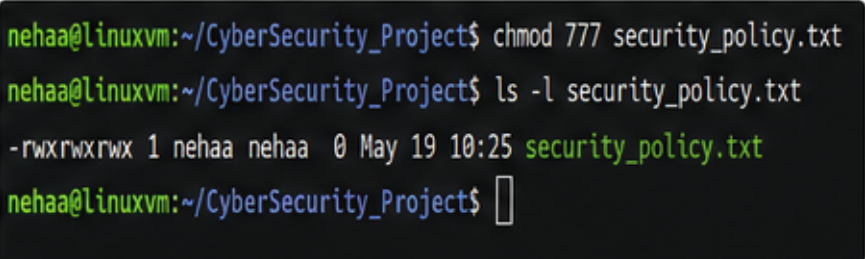 nehaa@linuxvm:~/CyberSecurity_Project$ chmod 777 security_policy.txt
nehaa@linuxvm:~/CyberSecurity_Project$ ls -l security_policy.txt
-rwxrwxrwx 1 nehaa nehaa  0 May 19 10:25 security_policy.txt
nehaa@linuxvm:~/CyberSecurity_Project$